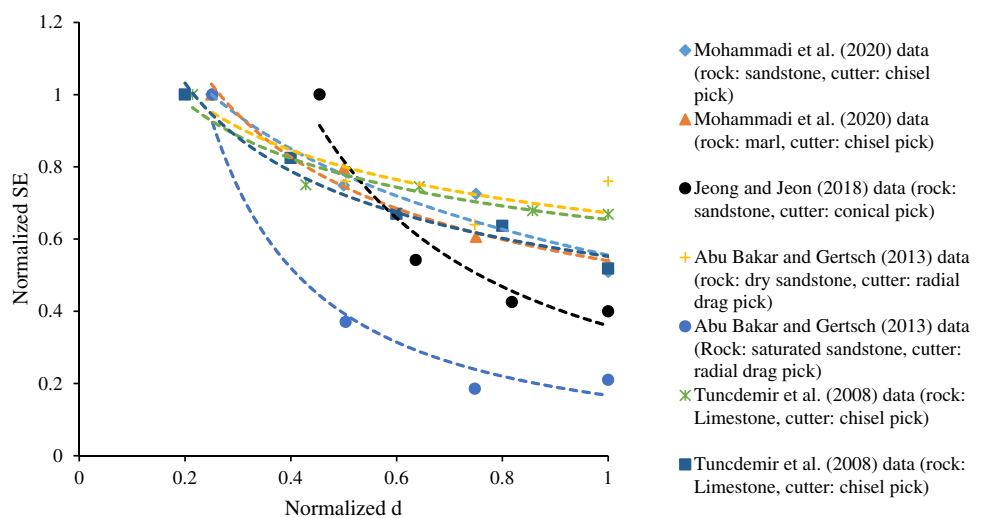 1.2
1
0.8
0.6
0.4
0.2
0
Normalized SE
0
0.2
0.4
0.6
0.8
1
Normalized d
Mohammadi et al. (2020) data
(rock: sandstone, cutter: chisel
pick)
Mohammadi et al. (2020) data
(rock: marl, cutter: chisel pick)
Jeong and Jeon (2018) data (rock:
sandstone, cutter: conical pick)
Abu Bakar and Gertsch (2013) data
(rock: dry sandstone, cutter: radial
drag pick)
Abu Bakar and Gertsch (2013) data
(Rock: saturated sandstone, cutter:
radial drag pick)
Tuncdemir et al. (2008) data (rock:
Limestone, cutter: chisel pick)
Tuncdemir et al. (2008) data (rock:
Limestone, cutter: chisel pick)